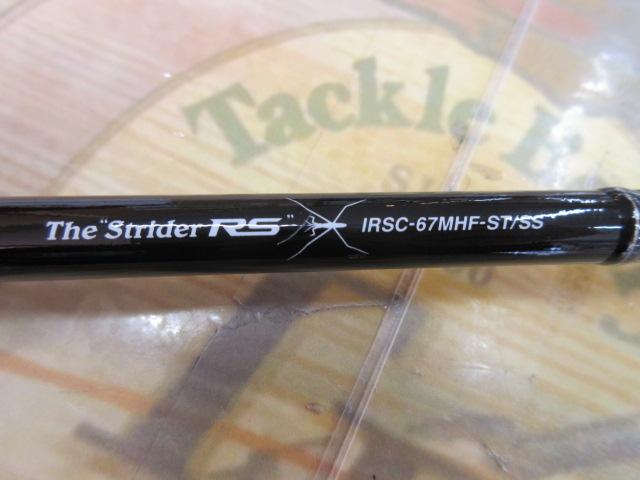 Tackle
The "Strider RS" IRSC-67MHF-ST/SS